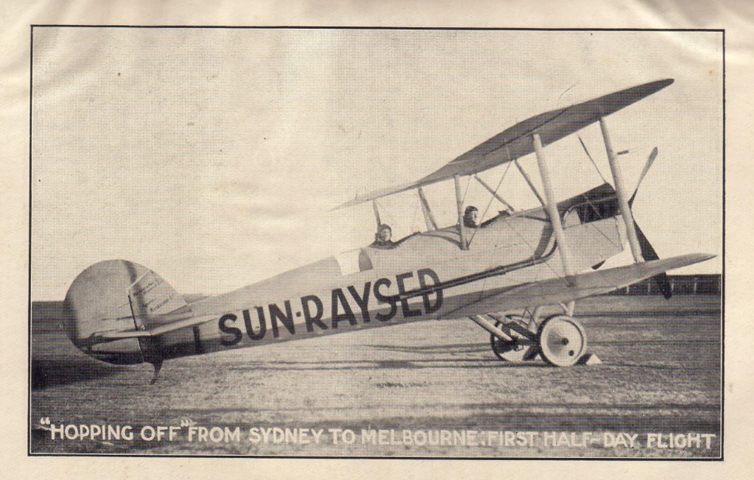 SUN-RAYSED
"HOPPING OFF" FROM SYDNEY TO MELBOURNE: FIRST HALF-DAY FLIGHT